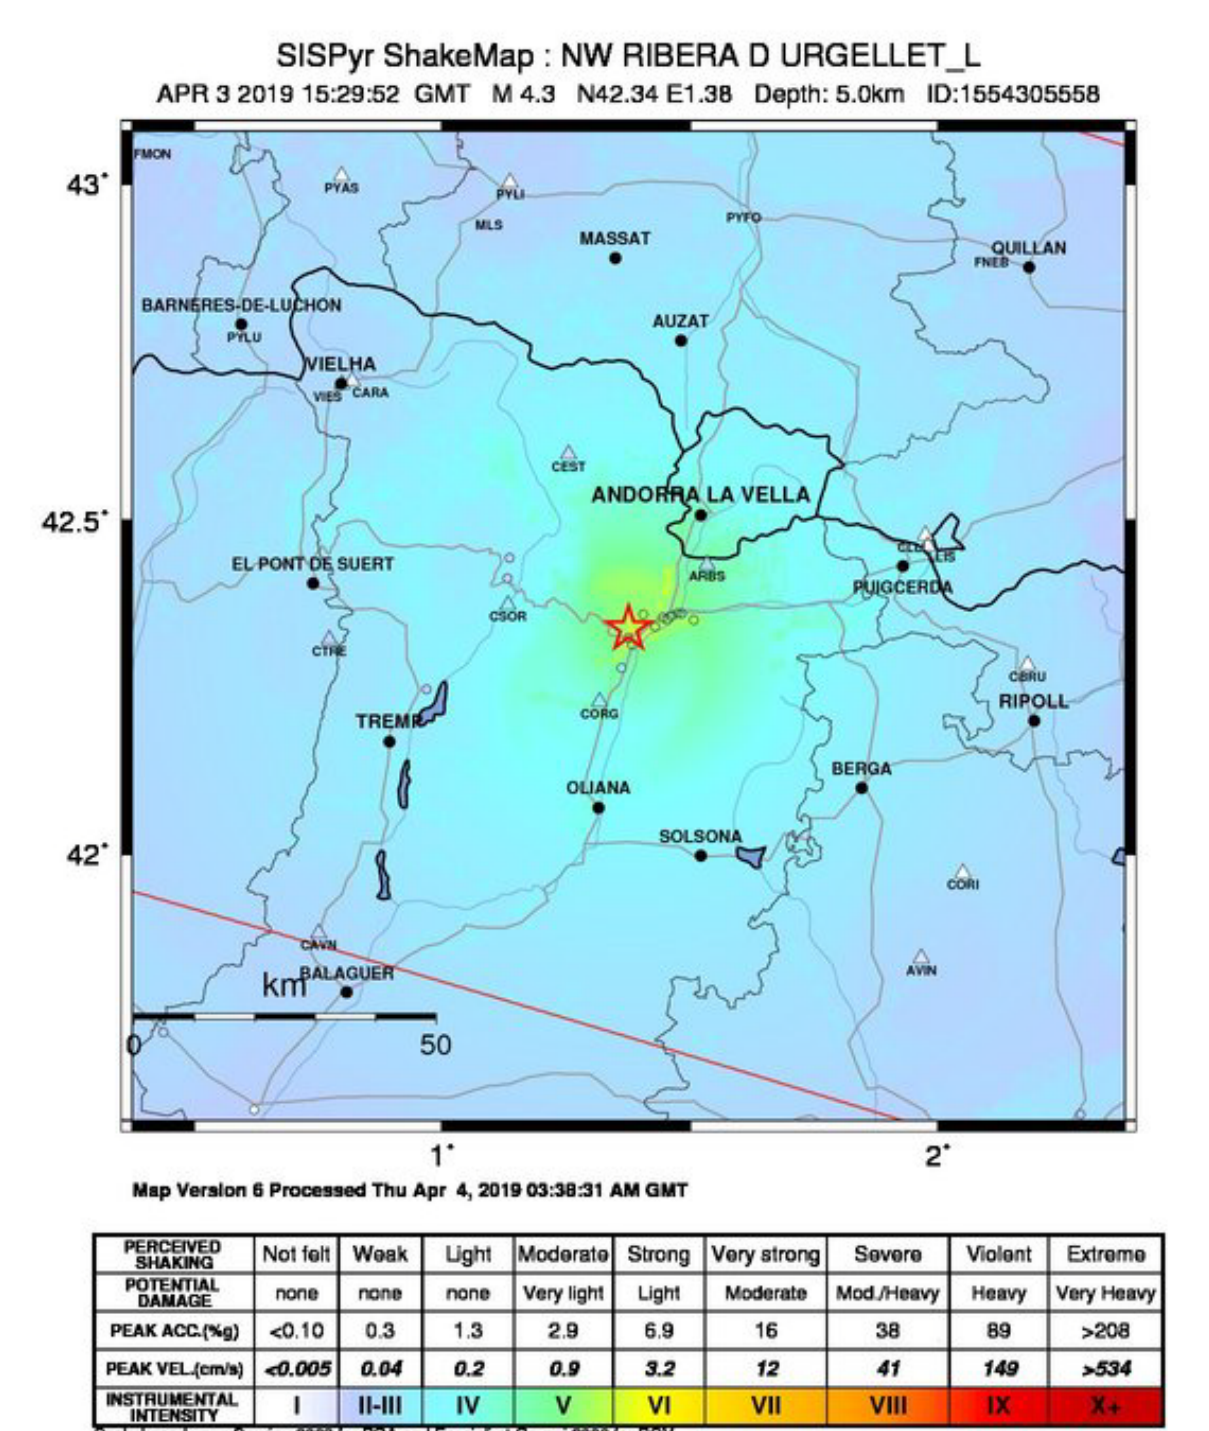 SISPyr ShakeMap : NW RIBERA D URGELLET_L
APR 3 2019 15:29:52 GMT M 4.3 N42.34 E1.38 Depth: 5.0km ID:1554305558
FMON
43°
PYAS
PYLI
MLS
PYFO
MASSAT
QUILLAN
FNEB
BARNERES-DE-LUCHON
PYLU
AUZAT
VIELHA
VIES CARA
CEST
ANDORRA LA VELLA
42.5°
LIS
EL PONT DE SUERT
ARBS
PUIGCERDA
CSOR
CTRE
CBRU
RIPOLL
CORG
TREMP
BERGA
OLIANA
SOLSONA
42°
CORI
CAVN
AVIN
BALAGUER
km
0 50
1° 2°
Map Version 6 Processed Thu Apr 4, 2019 03:38:31 AM GMT
PERCEIVED SHAKING Not felt Weak Light Moderate Strong Very strong Severe Violent Extreme
POTENTIAL DAMAGE none none none Very light Light Moderate Mod./Heavy Heavy Very Heavy
PEAK ACC.(%g) <0.10 0.3 1.3 2.9 6.9 16 38 89 >208
PEAK VEL.(cm/s) <0.005 0.04 0.2 0.9 3.2 12 41 149 >534
INSTRUMENTAL INTENSITY I II-III IV V VI VII VIII IX X+